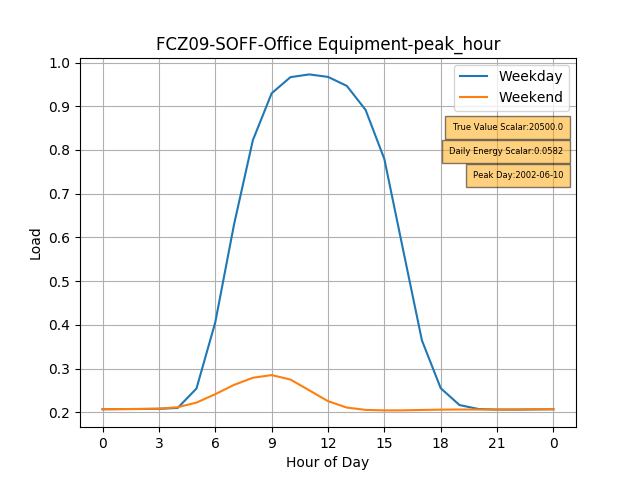 FCZ09-SOFF-Office Equipment-peak_hour
Weekday
Weekend
True Value Scalar:20500.0
Daily Energy Scalar:0.0582
Peak Day:2002-06-10
Load
1.0
0.9
0.8
0.7
0.6
0.5
0.4
0.3
0.2
0 3 6 9 12 15 18 21 0
Hour of Day